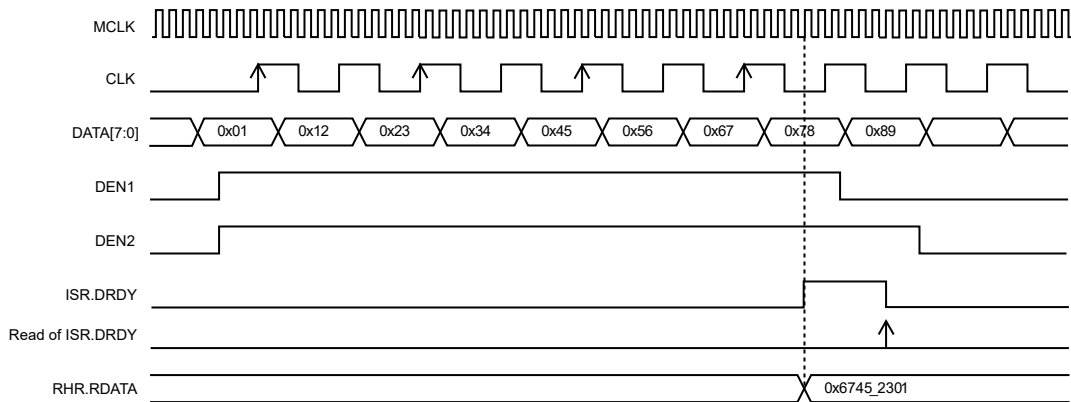 MCLK
CLK
DATA[7:0] 0x01 0x12 0x23 0x34 0x45 0x56 0x67 0x78 0x89
DEN1
DEN2
ISR.DRDY
Read of ISR.DRDY
RHR.RDATA 0x6745_2301